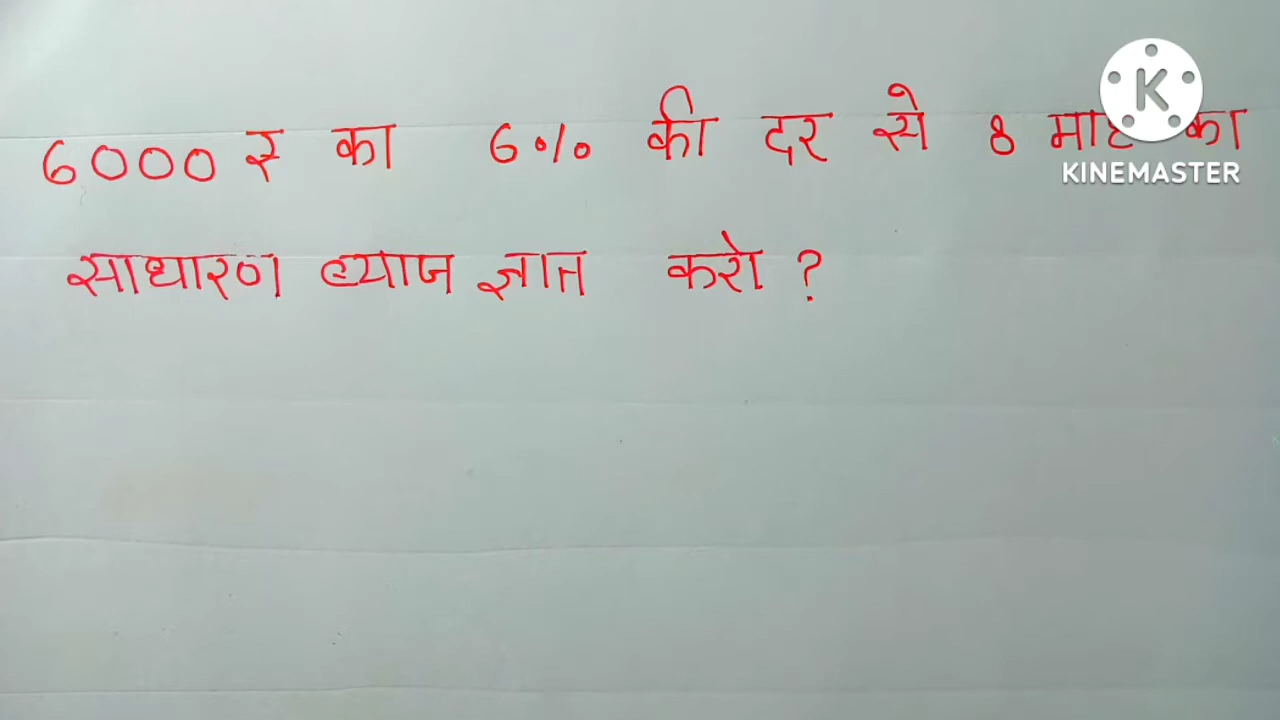 6000 रु का 6% की दर से 8 माह का
साधारण ब्याज ज्ञात करो ?
KINEMASTER